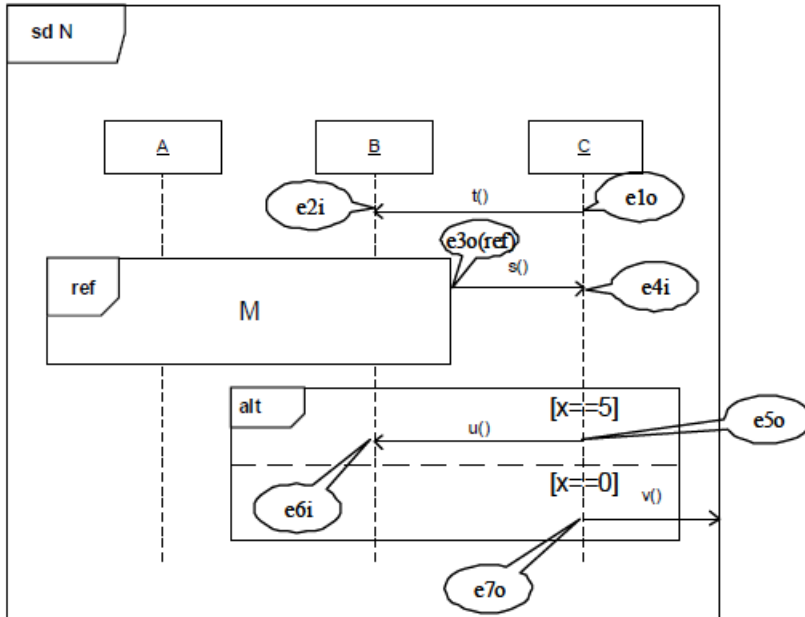 sd N
A
B
C
t()
e2i
e1o
e3o(ref)
s()
ref
M
e4i
alt
[x==5]
u()
e5o
[x==0]
e6i
v()
e7o